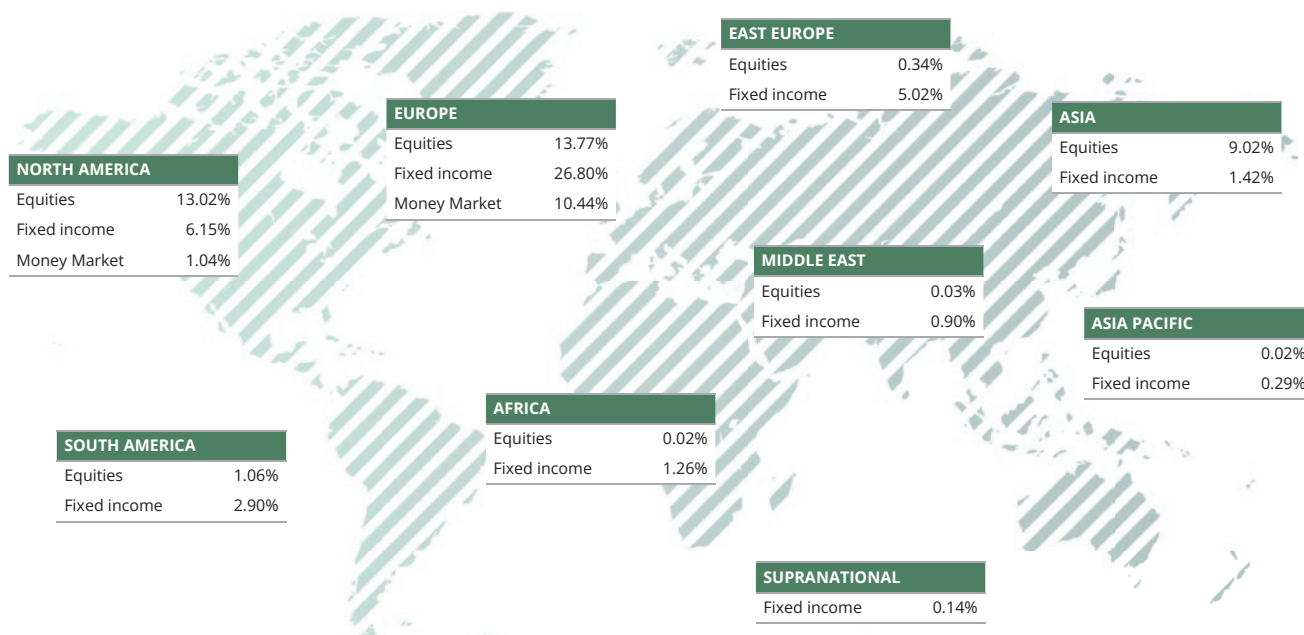 EAST EUROPE
Equities 0.34%
Fixed income 5.02%
EUROPE
Equities 13.77%
Fixed income 26.80%
Money Market 10.44%
ASIA
Equities 9.02%
Fixed income 1.42%
NORTH AMERICA
Equities 13.02%
Fixed income 6.15%
Money Market 1.04%
MIDDLE EAST
Equities 0.03%
Fixed income 0.90%
ASIA PACIFIC
Equities 0.02%
Fixed income 0.29%
AFRICA
Equities 0.02%
Fixed income 1.26%
SOUTH AMERICA
Equities 1.06%
Fixed income 2.90%
SUPRANATIONAL
Fixed income 0.14%